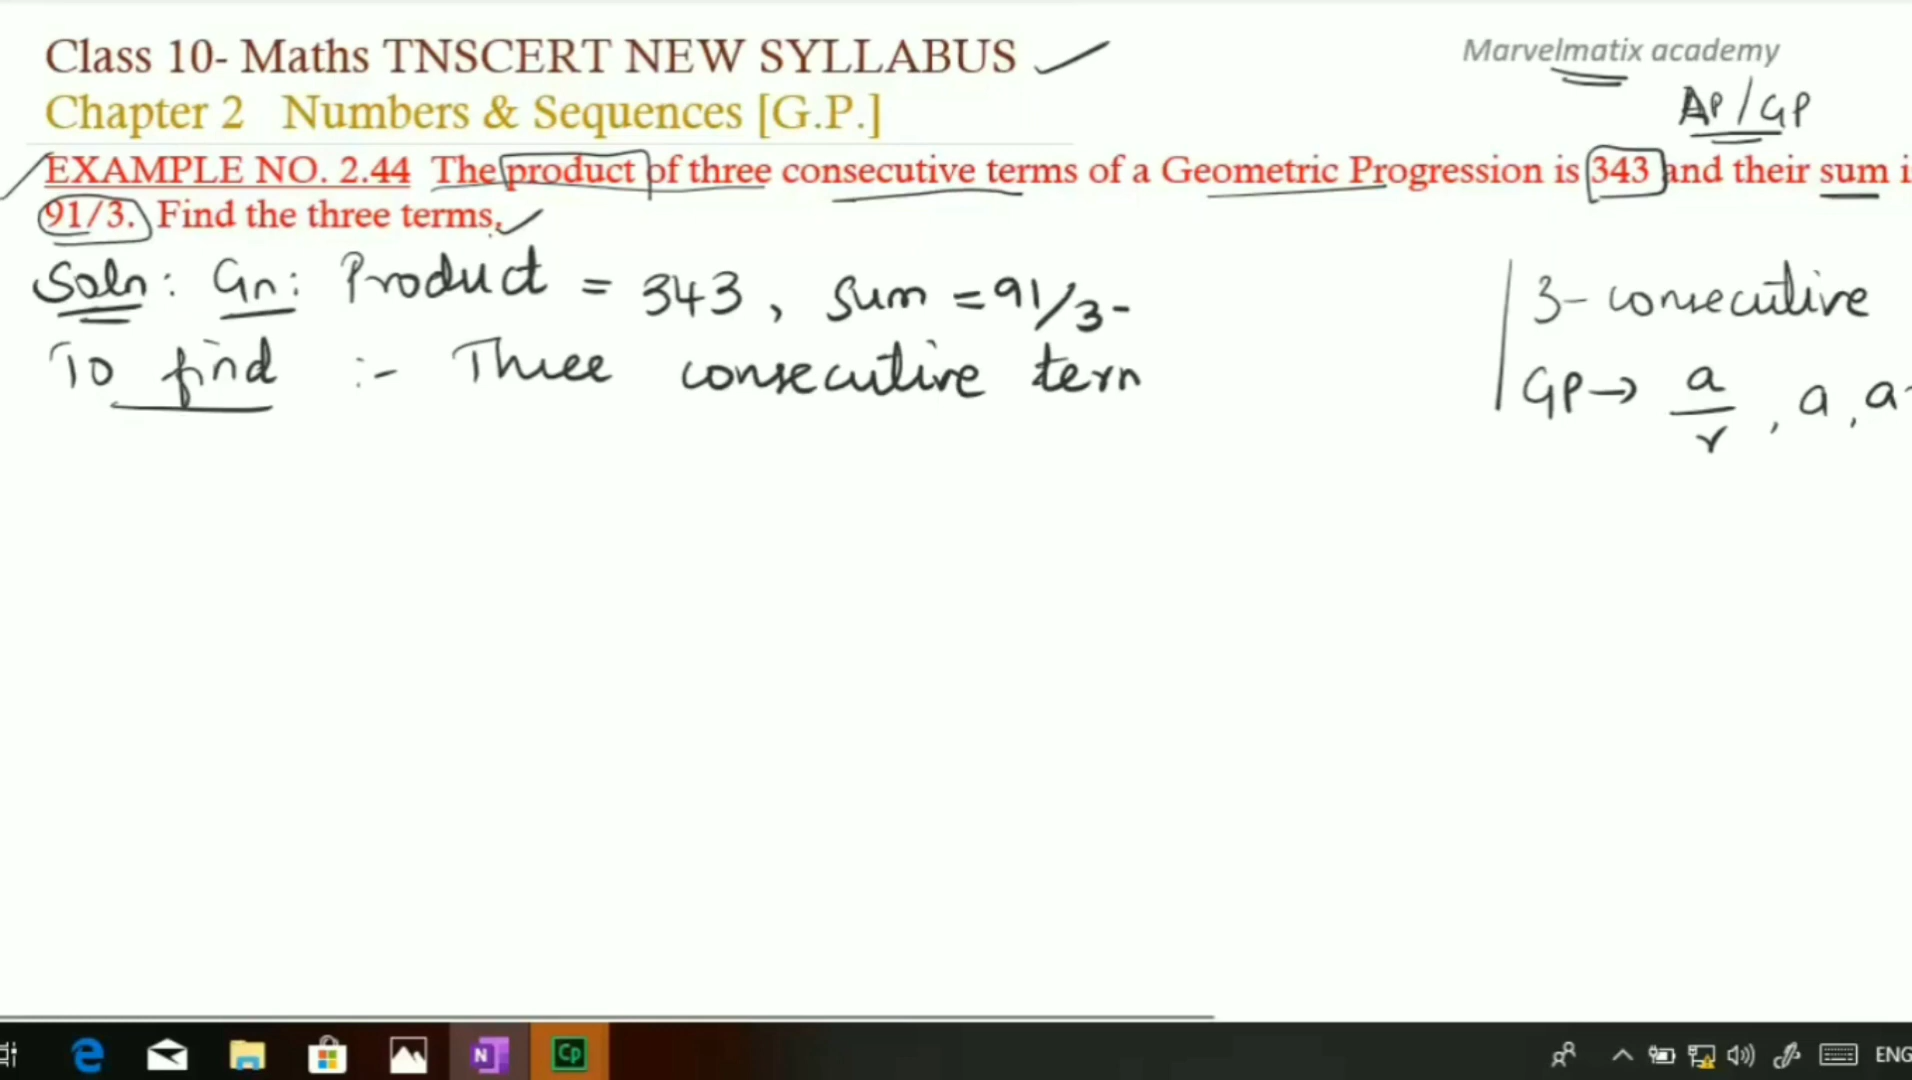 Class 10- Maths TNSCERT NEW SYLLABUS
Marvelmatix academy
Chapter 2 Numbers & Sequences [G.P.]
AP/GP
EXAMPLE NO. 2.44 The product of three consecutive terms of a Geometric Progression is 343 and their sum i
91/3. Find the three terms.
Soln: Gn: Product = 343, Sum = 91/3-
3- consecutive
To find :- Three consecutive tern
GP→ a/r, a, a
N Cp ENG